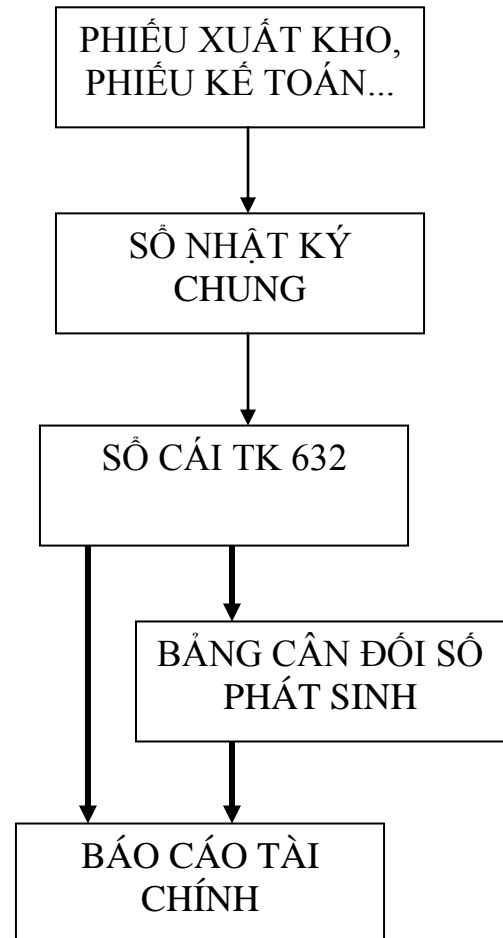 PHIẾU XUẤT KHO,
PHIẾU KẾ TOÁN...
SỔ NHẬT KÝ
CHUNG
SỔ CÁI TK 632
BẢNG CÂN ĐỐI SỐ
PHÁT SINH
BÁO CÁO TÀI
CHÍNH